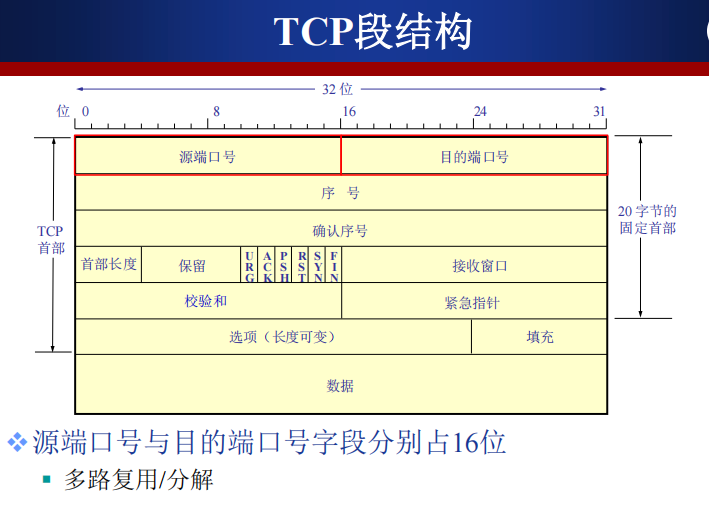 TCP段结构
32 位
位 0 8 16 24 31
源端口号 目的端口号
序 号
20 字节的
固定首部
TCP
首部
确认序号
首部长度 保留 URG ACK PSH RST SYN FIN 接收窗口
校验和 紧急指针
选项（长度可变） 填充
数据
源端口号与目的端口号字段分别占16位
多路复用/分解